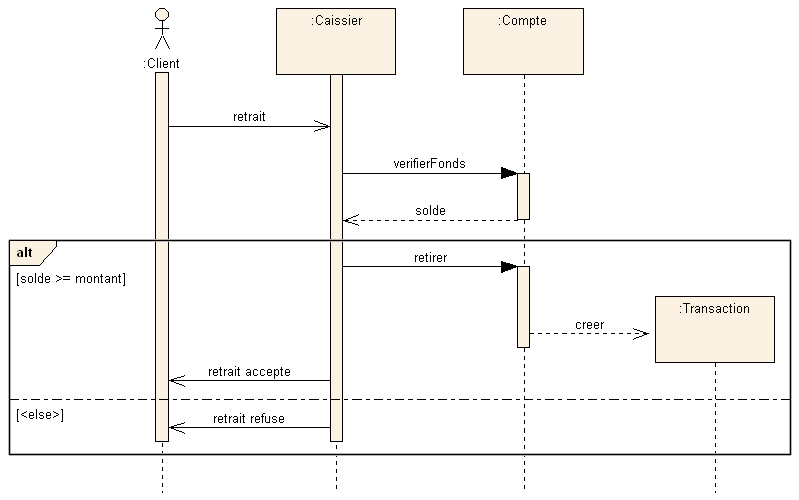 :Client
:Caissier
:Compte
retrait
verifierFonds
solde
alt
[solde >= montant]
retirer
:Transaction
creer
retrait accepte
[<else>]
retrait refuse